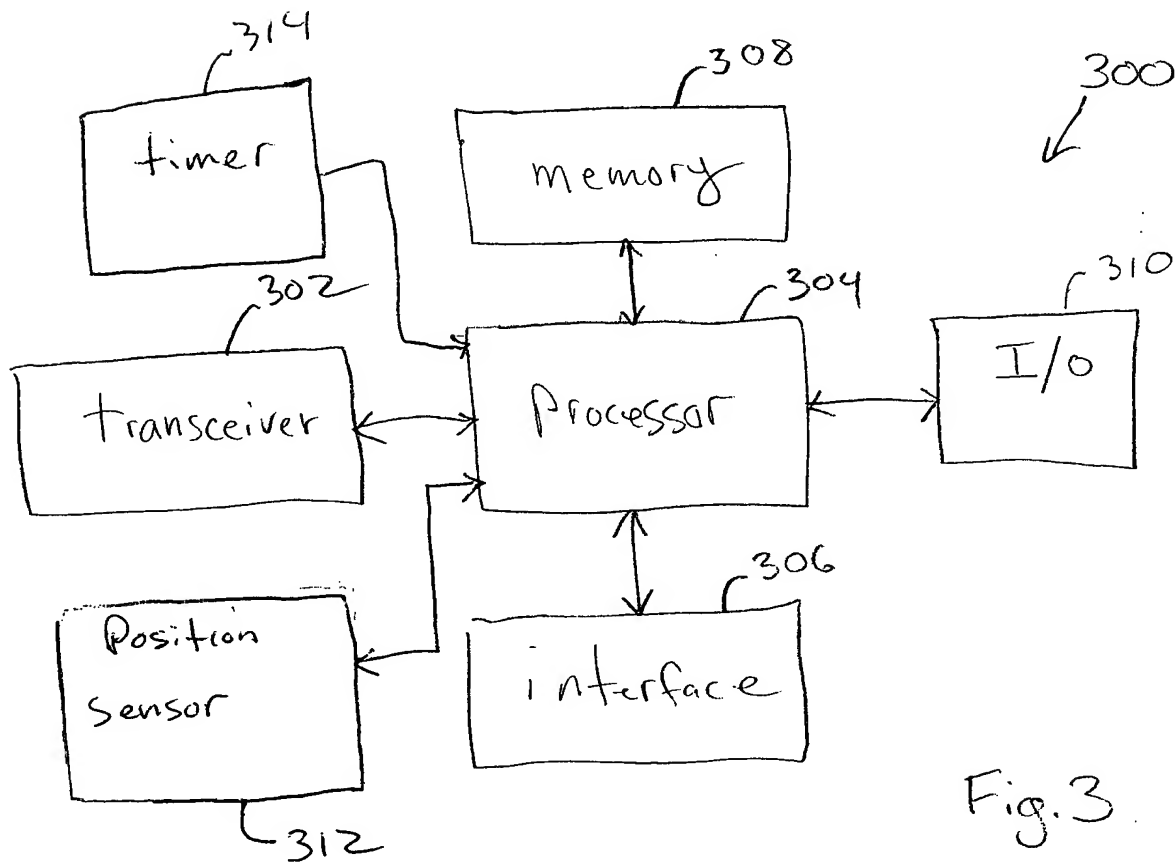 314
308
300
timer
memory
302
304
310
transceiver
Processor
I/O
306
Position
sensor
interface
312
Fig. 3